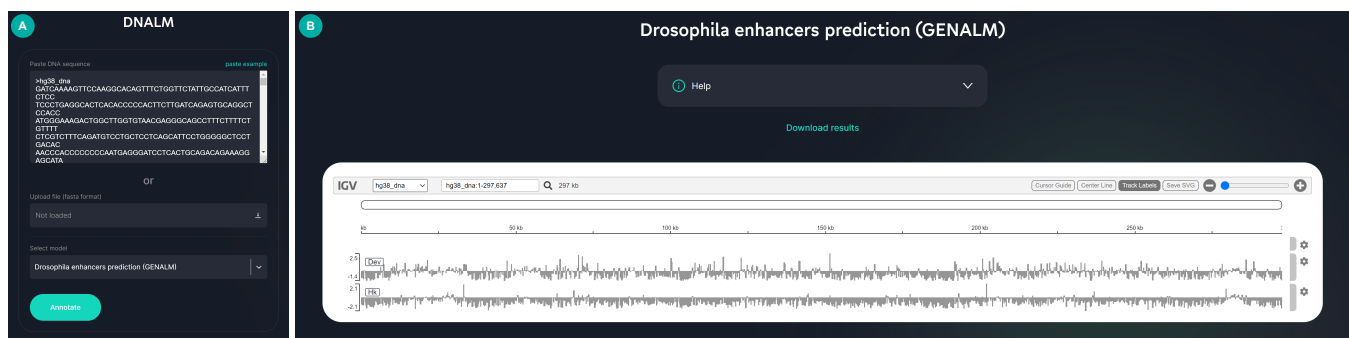 A
DNALM
Paste DNA sequence
paste example
>hg38_dna
GATCAAAAGTTCCAAGGCACAGTTTCTGGTTCTATTGCCATCATTT
CTCC
TCCCTGAGGCACTCACACCCCCACTTCTTGATCAGAGTGCAGGCT
CCACC
ATGGGAAAGACTGGCTTGGTGTAACGAGGGCAGCCTTTCTTTTCT
GTTTT
CTCGTCTTTCAGATGTCCTGCTCCTCAGCATTCCTGGGGGCTCCT
GACAC
AACCCACCCCCCCCCAATGAGGGATCCTCACTGCAGACAGAAAGG
AGCATA
or
Upload file (fasta format)
Not loaded
Select model
Drosophila enhancers prediction (GENALM)
Annotate
B
Drosophila enhancers prediction (GENALM)
Help
Download results
IGV
hg38_dna
hg38_dna:1-297,637
297 kb
Cursor Guide
Center Line
Track Labels
Save SVG
kb
50 kb
100 kb
150 kb
200 kb
250 kb
2.5
Dev
-1.4
2.1
Hk
-2.1